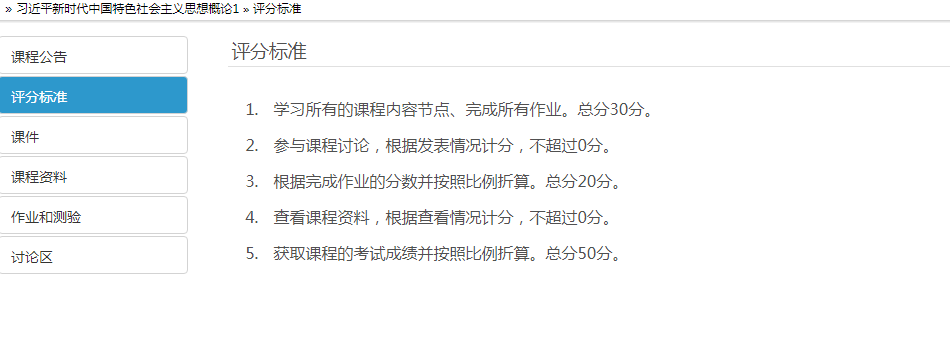 » 习近平新时代中国特色社会主义思想概论1 » 评分标准
课程公告
评分标准
课件
课程资料
作业和测验
讨论区
评分标准
1. 学习所有的课程内容节点、完成所有作业。总分30分。
2. 参与课程讨论，根据发表情况计分，不超过0分。
3. 根据完成作业的分数并按照比例折算。总分20分。
4. 查看课程资料，根据查看情况计分，不超过0分。
5. 获取课程的考试成绩并按照比例折算。总分50分。